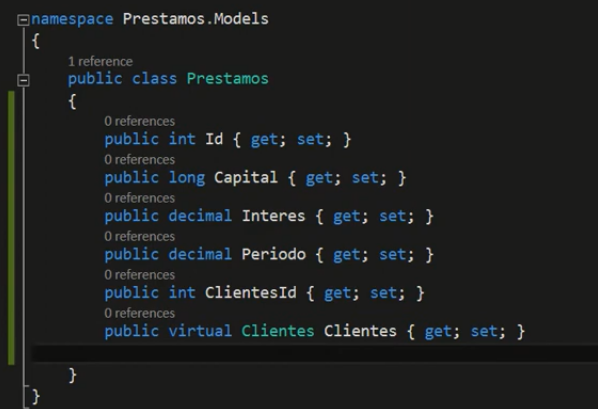 namespace Prestamos.Models
{
1 reference
public class Prestamos
{
0 references
public int Id { get; set; }
0 references
public long Capital { get; set; }
0 references
public decimal Interes { get; set; }
0 references
public decimal Periodo { get; set; }
0 references
public int ClientesId { get; set; }
0 references
public virtual Clientes Clientes { get; set; }
}
}